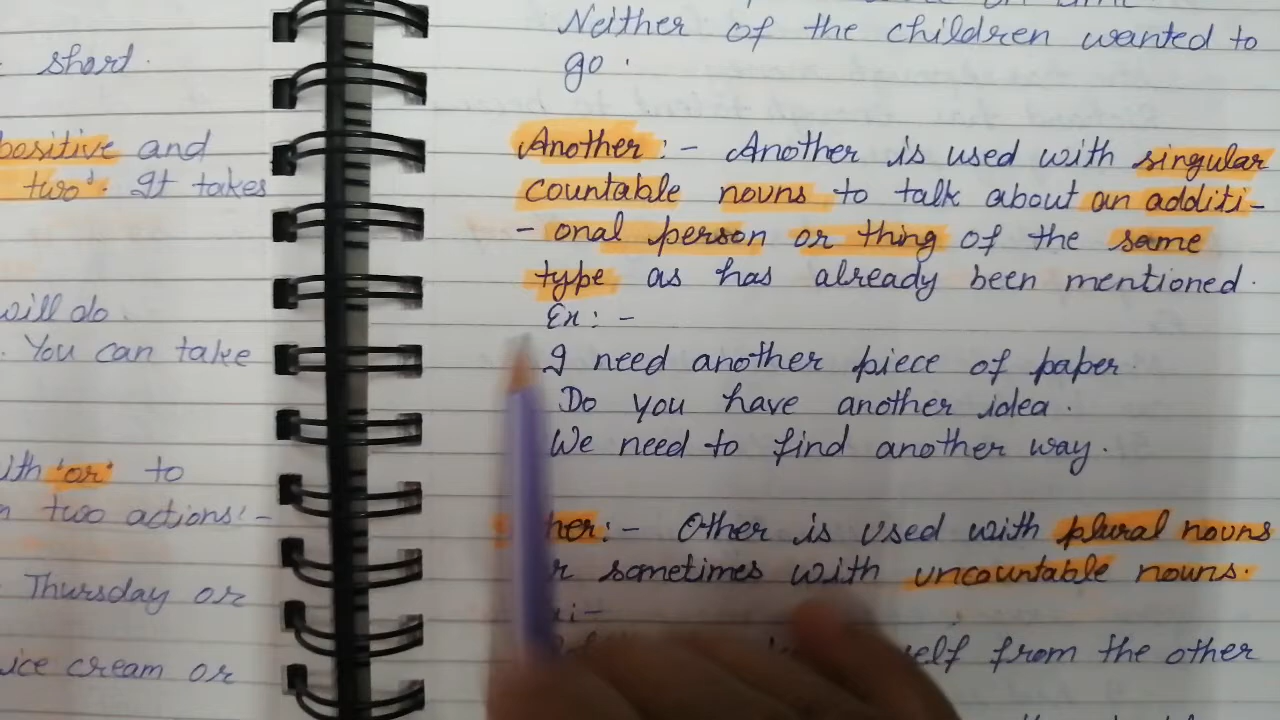 short.
positive and
two'. It takes
will do.
. You can take
'or' to
two actions:-
Thursday or
ice cream or
Neither of the children wanted to
go.
Another:- Another is used with singular
countable nouns to talk about an additi-
- onal person or thing of the same
type as has already been mentioned.
Ex:-
I need another piece of paper.
Do you have another idea.
We need to find another way.
her:- Other is used with plural nouns
sometimes with uncountable nouns.
self from the other